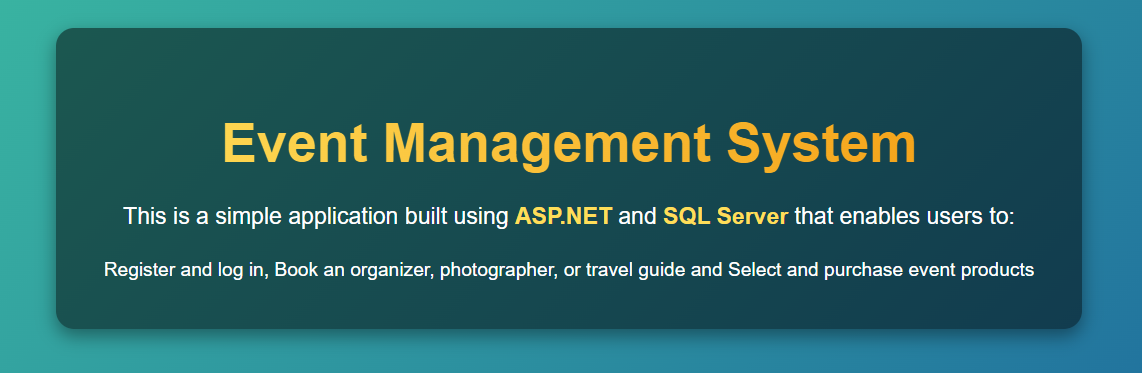 Event Management System
This is a simple application built using ASP.NET and SQL Server that enables users to:
Register and log in, Book an organizer, photographer, or travel guide and Select and purchase event products